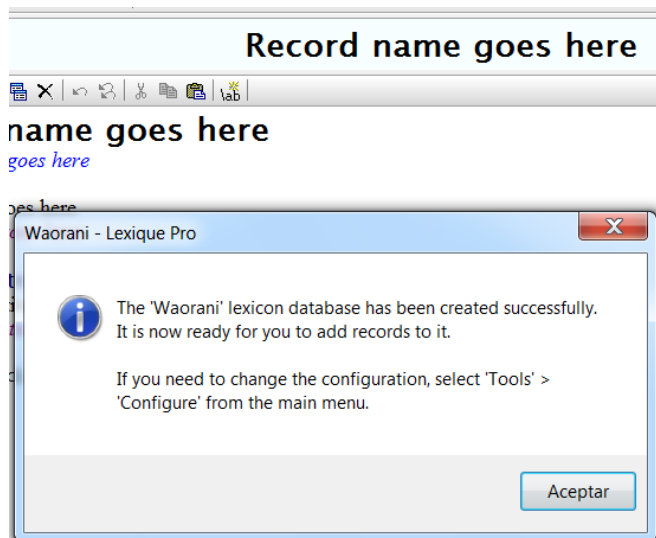 Record name goes here
\ab
name goes here
goes here
goes here
Waorani - Lexique Pro
The 'Waorani' lexicon database has been created successfully.
It is now ready for you to add records to it.
If you need to change the configuration, select 'Tools' >
'Configure' from the main menu.
Aceptar